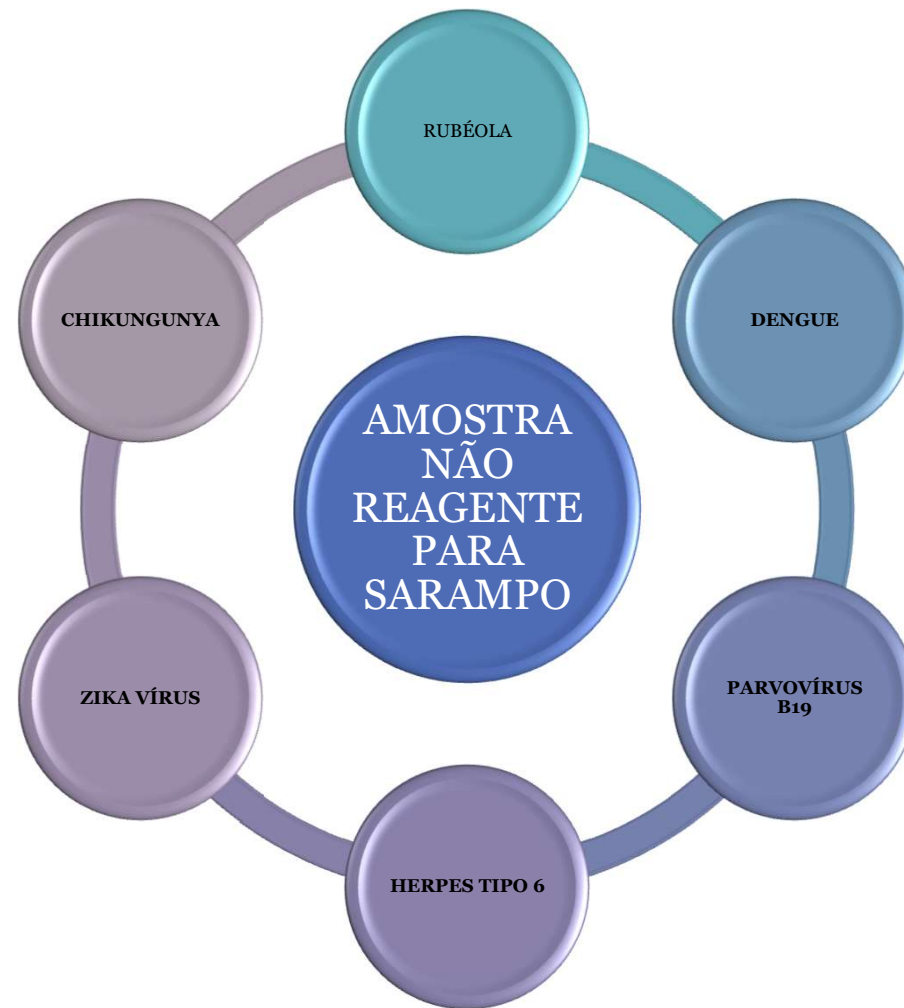 RUBÉOLA
CHIKUNGUNYA
DENGUE
AMOSTRA
NÃO
REAGENTE
PARA
SARAMPO
ZIKA VÍRUS
PARVOVÍRUS
B19
HERPES TIPO 6